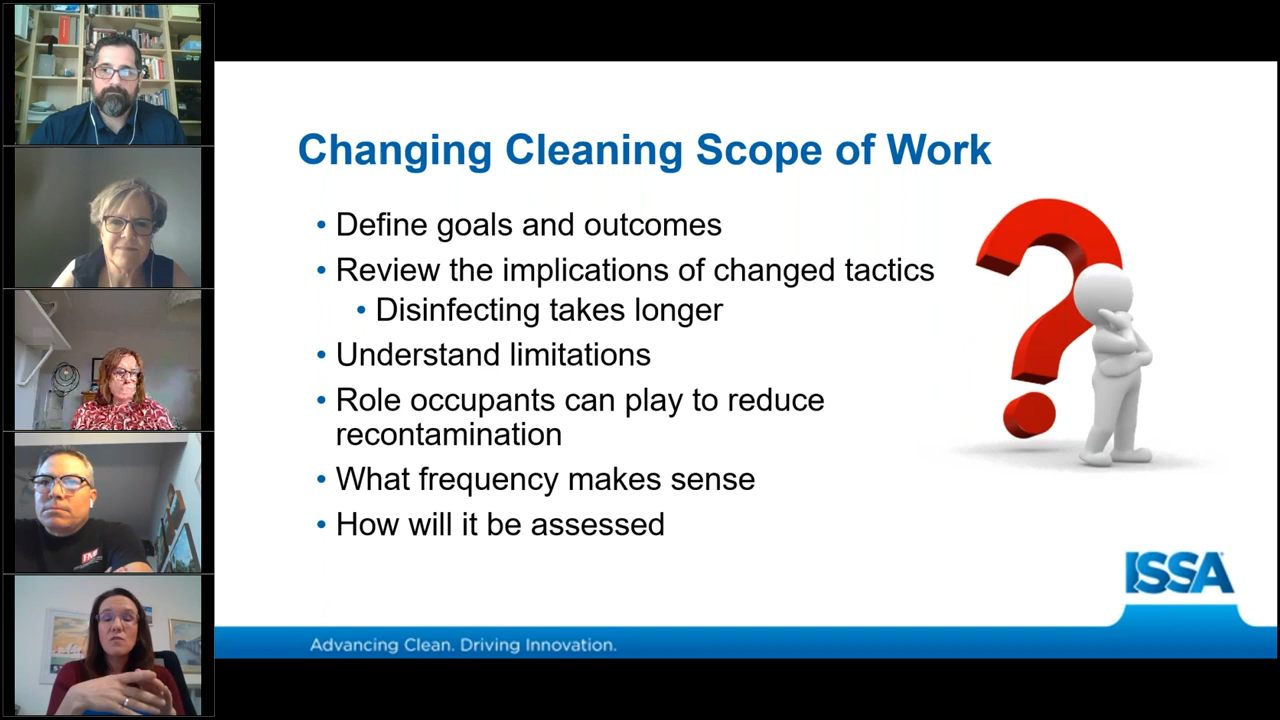 Changing Cleaning Scope of Work
• Define goals and outcomes
• Review the implications of changed tactics
• Disinfecting takes longer
• Understand limitations
• Role occupants can play to reduce
recontamination
• What frequency makes sense
• How will it be assessed
ISSA
Advancing Clean. Driving Innovation.